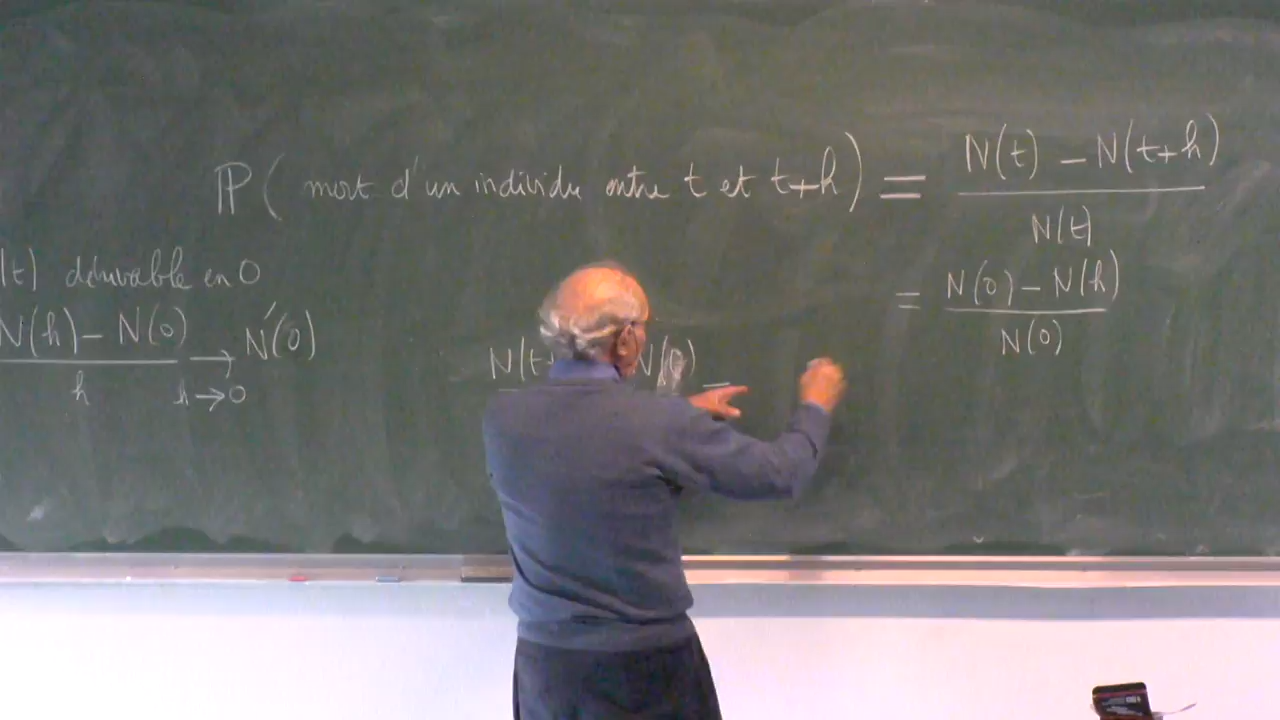 ℙ( mort d'un individu entre t et t+h) = N(t) - N(t+h)
N(t)
= N(0) - N(h)
N(0)
(t) dérivable en 0
N(h) - N(0) → N'(0)
h h→0
N(t+ N( ) =